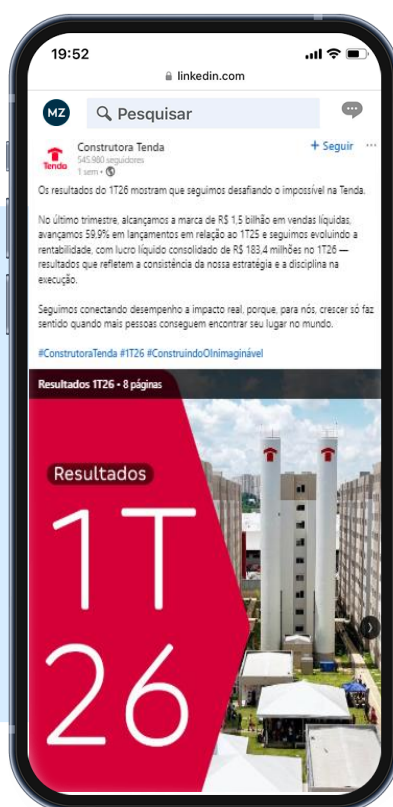 19:52
linkedin.com
MZ
Pesquisar
Construtora Tenda
+ Seguir
545.980 seguidores
1 sem •
Tenda
Os resultados do 1T26 mostram que seguimos desafiando o impossível na Tenda.
No último trimestre, alcançamos a marca de R$ 1,5 bilhão em vendas líquidas,
avançamos 59,9% em lançamentos em relação ao 1T25 e seguimos evoluindo a
rentabilidade, com lucro líquido consolidado de R$ 183,4 milhões no 1T26 —
resultados que refletem a consistência da nossa estratégia e a disciplina na
execução.
Seguimos conectando desempenho a impacto real, porque, para nós, crescer só faz
sentido quando mais pessoas conseguem encontrar seu lugar no mundo.
#ConstrutoraTenda #1T26 #ConstruindoOInimaginável
Resultados 1T26 • 8 páginas
Resultados
1T
26